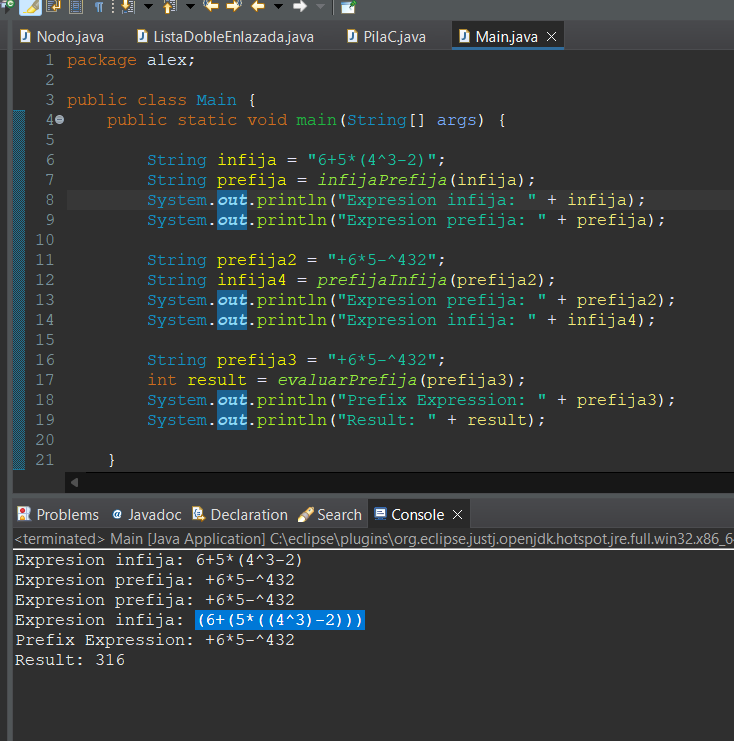 Nodo.java ListaDobleEnlazada.java PilaC.java Main.java
1 package alex;
2
3 public class Main {
4 public static void main(String[] args) {
5
6 String infija = "6+5*(4^3-2)";
7 String prefija = infijaPrefija(infija);
8 System.out.println("Expresion infija: " + infija);
9 System.out.println("Expresion prefija: " + prefija);
10
11 String prefija2 = "+6*5-^432";
12 String infija4 = prefijaInfija(prefija2);
13 System.out.println("Expresion prefija: " + prefija2);
14 System.out.println("Expresion infija: " + infija4);
15
16 String prefija3 = "+6*5-^432";
17 int result = evaluarPrefija(prefija3);
18 System.out.println("Prefix Expression: " + prefija3);
19 System.out.println("Result: " + result);
20
21 }
Problems Javadoc Declaration Search Console
<terminated> Main [Java Application] C:\eclipse\plugins\org.eclipse.justj.openjdk.hotspot.jre.full.win32.x86_6
Expresion infija: 6+5*(4^3-2)
Expresion prefija: +6*5-^432
Expresion prefija: +6*5-^432
Expresion infija: (6+(5*((4^3)-2)))
Prefix Expression: +6*5-^432
Result: 316